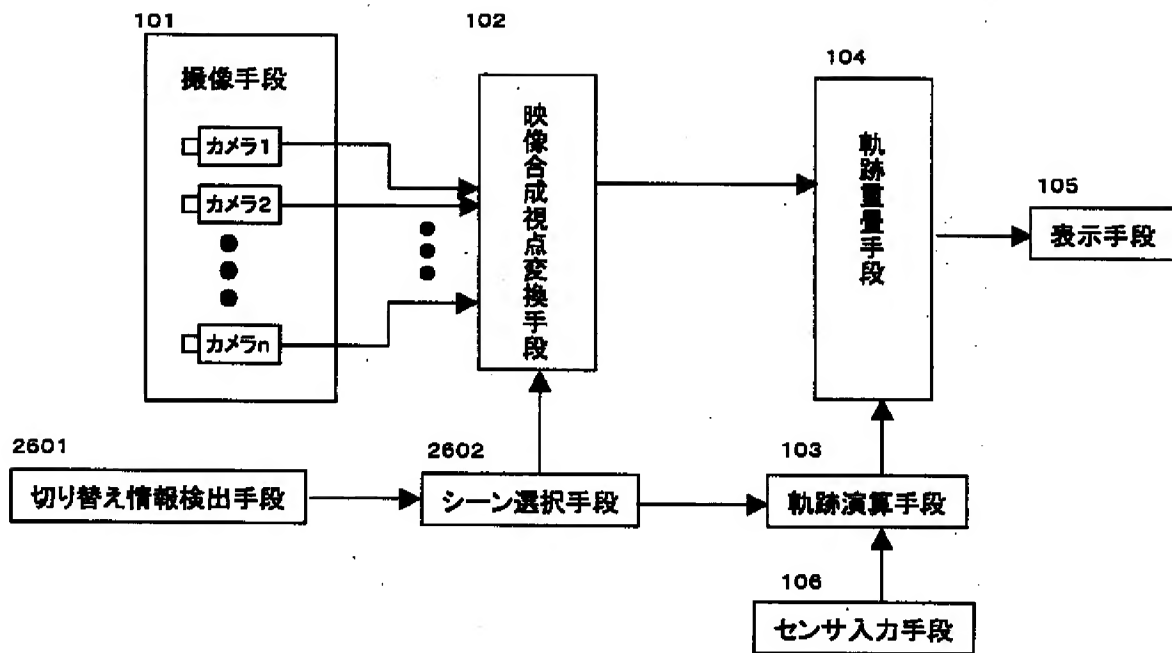 101
撮像手段
カメラ1
カメラ2
カメラn
102
映像合成視点変換手段
104
軌跡重畳手段
105
表示手段
2601
切り替え情報検出手段
2602
シーン選択手段
103
軌跡演算手段
106
センサ入力手段